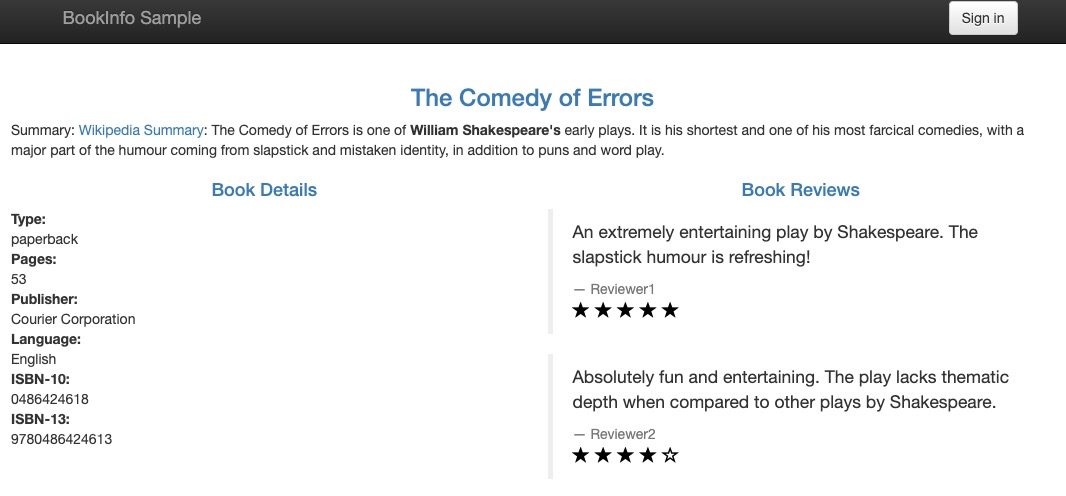 BookInfo Sample
Sign in
The Comedy of Errors
Summary: Wikipedia Summary: The Comedy of Errors is one of William Shakespeare's early plays. It is his shortest and one of his most farcical comedies, with a
major part of the humour coming from slapstick and mistaken identity, in addition to puns and word play.
Book Details
Type:
paperback
Pages:
53
Publisher:
Courier Corporation
Language:
English
ISBN-10:
0486424618
ISBN-13:
9780486424613
Book Reviews
An extremely entertaining play by Shakespeare. The
slapstick humour is refreshing!
— Reviewer1
Absolutely fun and entertaining. The play lacks thematic
depth when compared to other plays by Shakespeare.
— Reviewer2